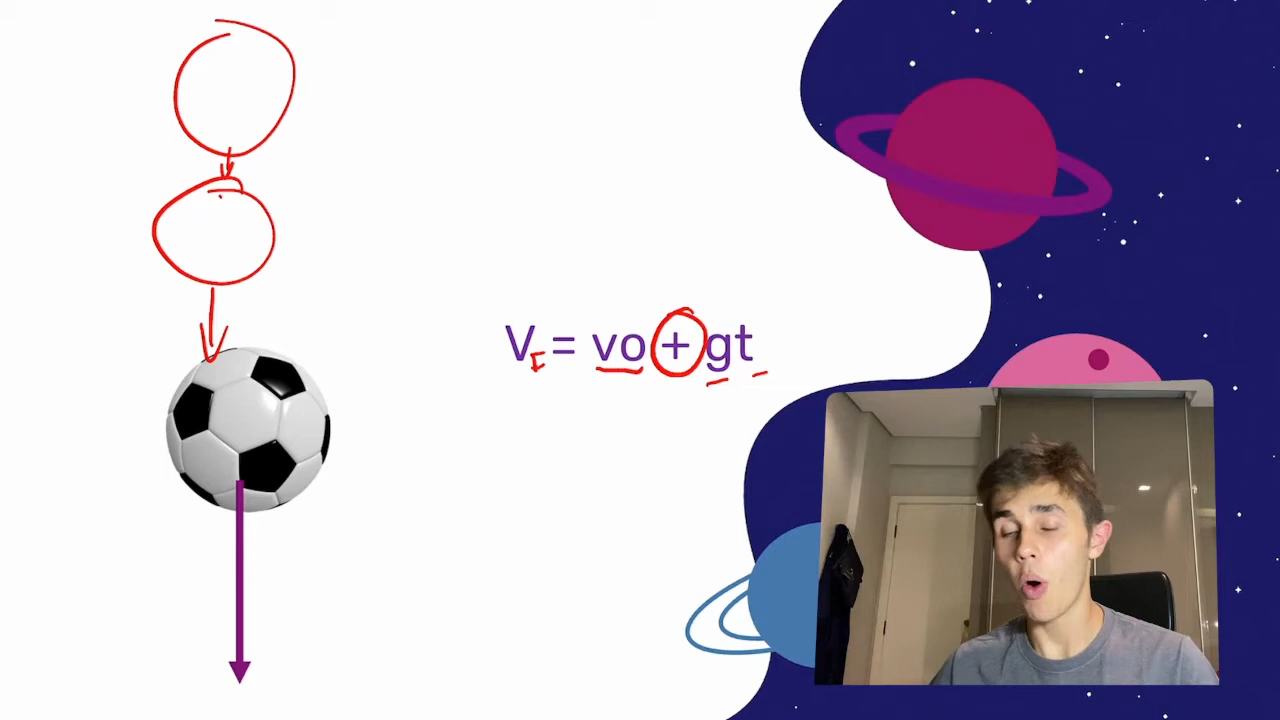 V = vo + gt